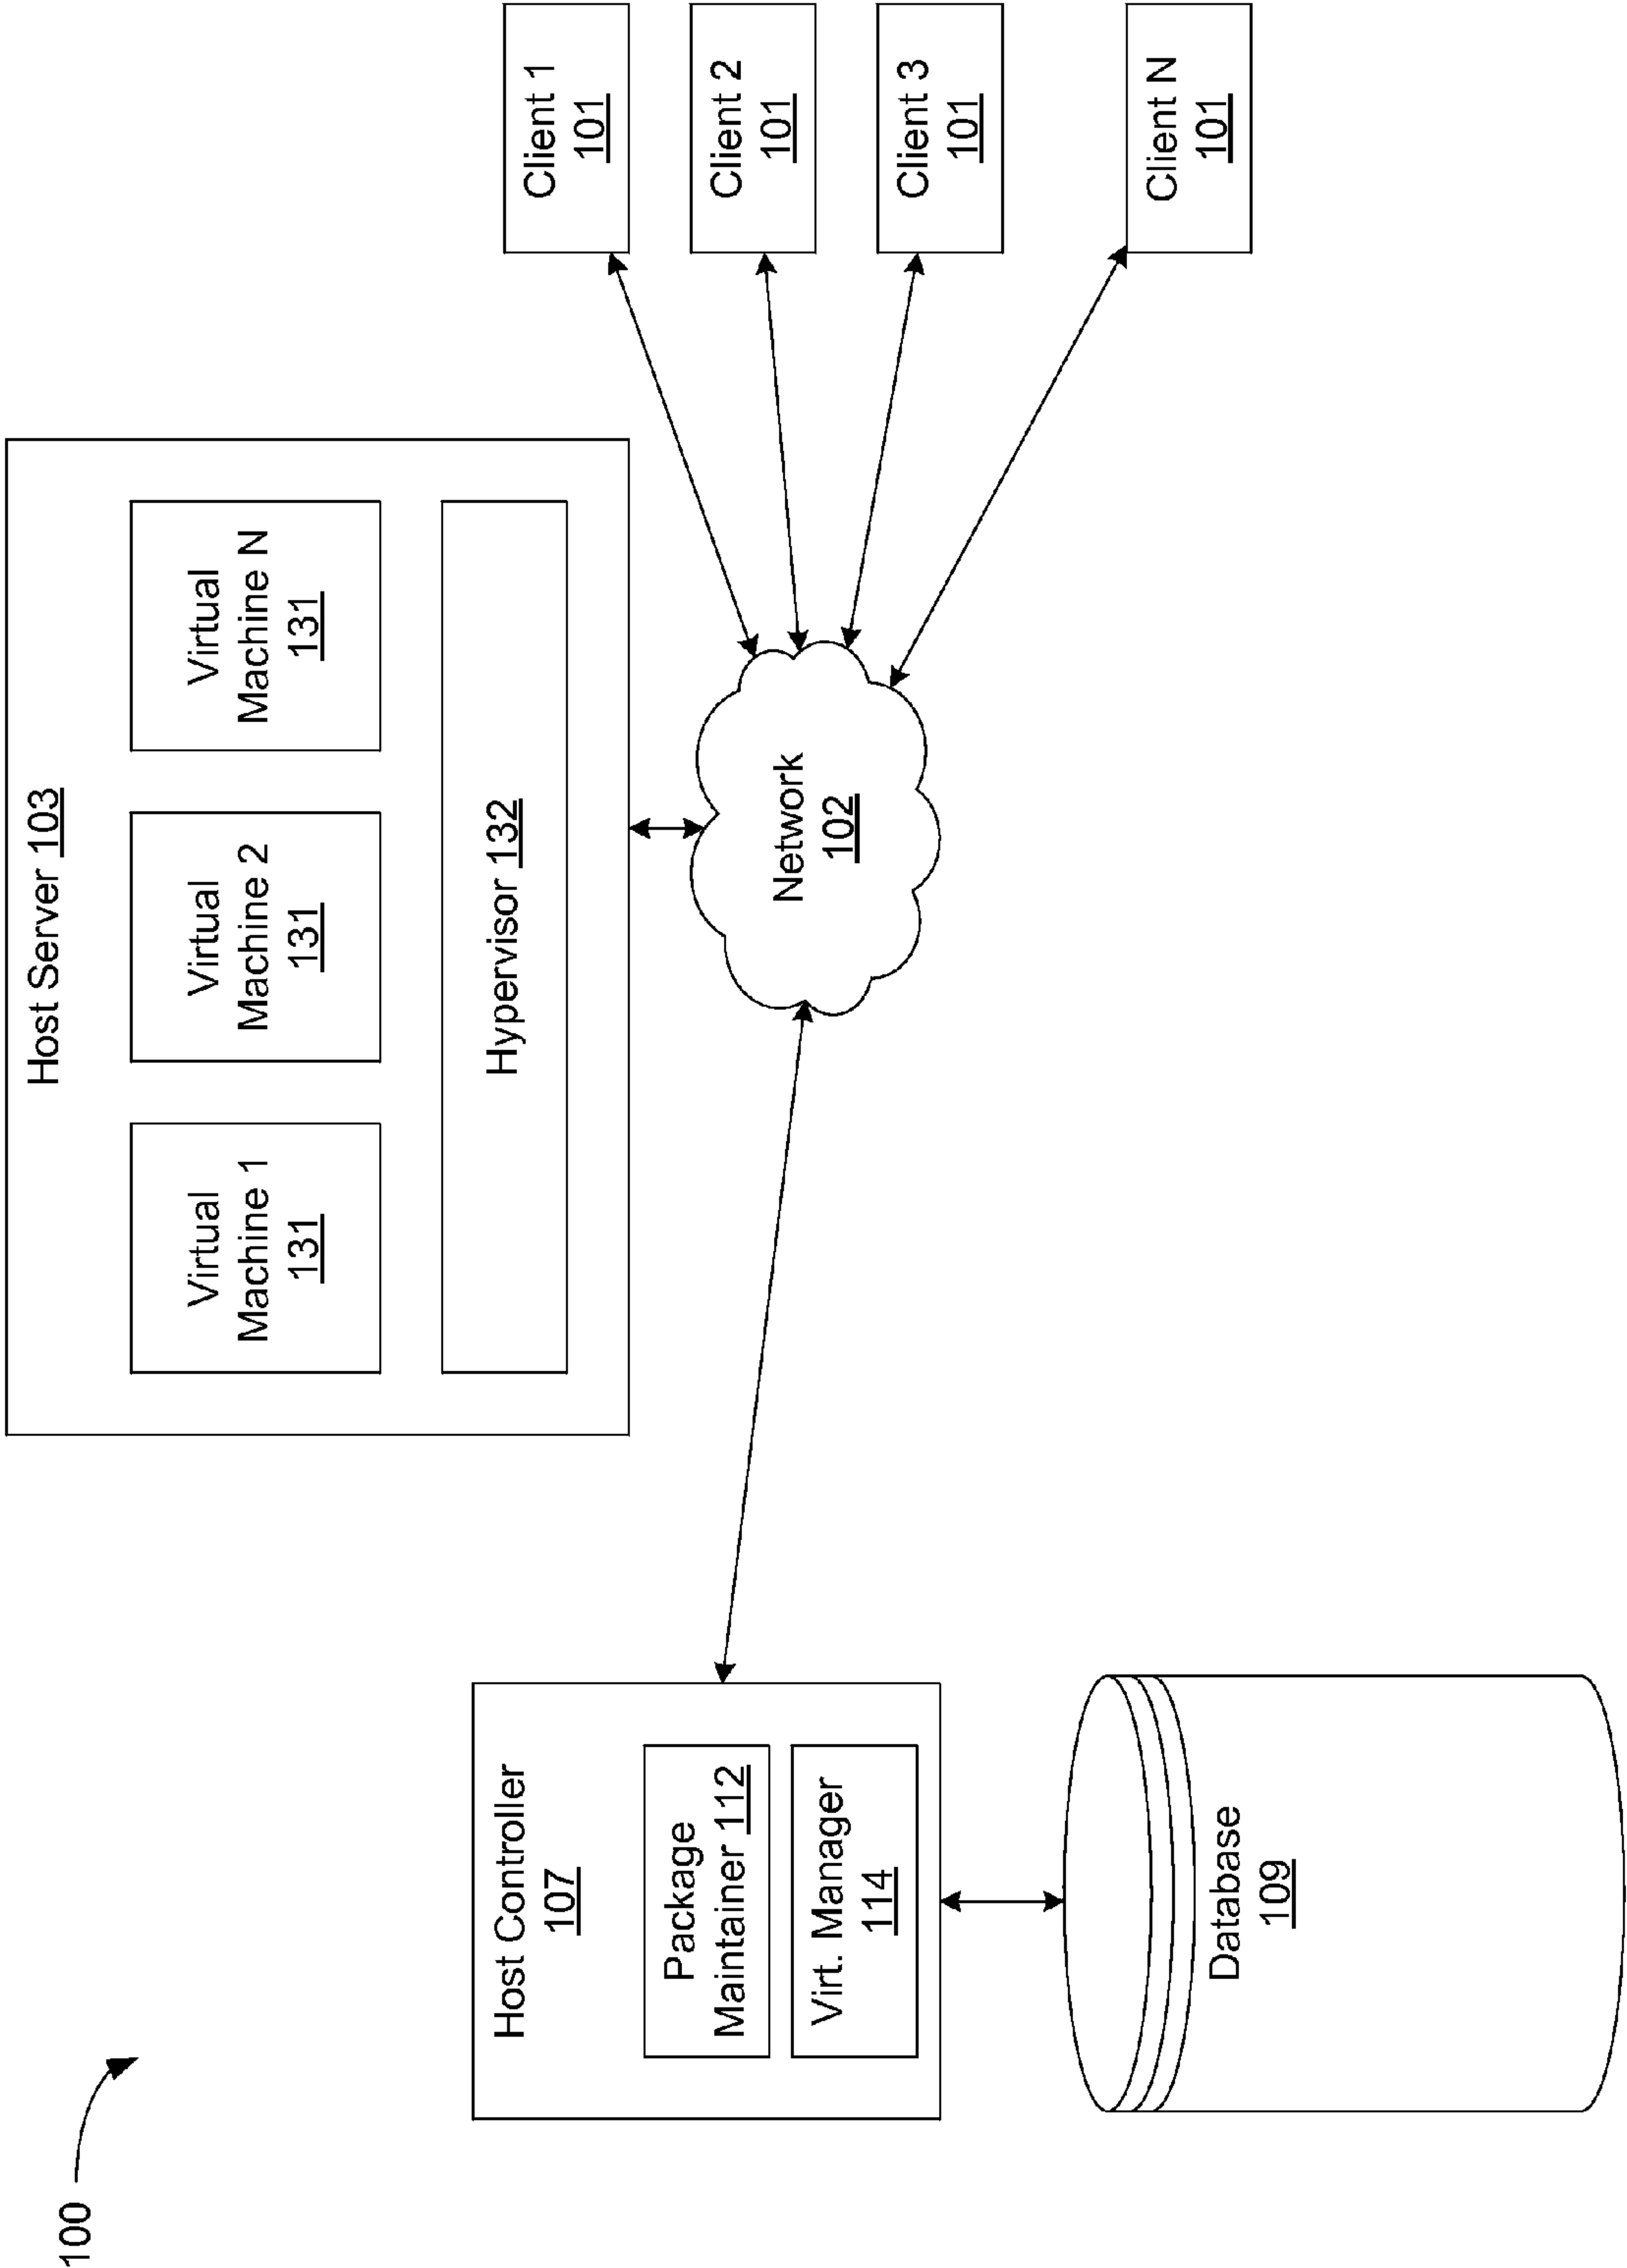 100
Host Server 103
Virtual
Machine 1
131
Virtual
Machine 2
131
Virtual
Machine N
131
Hypervisor 132
Host Controller
107
Package
Maintainer 112
Virt. Manager
114
Network
102
Client 1
101
Client 2
101
Client 3
101
Client N
101
Database
109